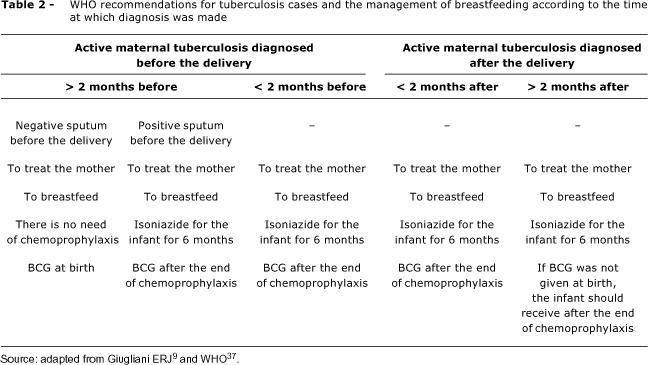 Table 2 - WHO recommendations for tuberculosis cases and the management of breastfeeding according to the time
at which diagnosis was made
Active maternal tuberculosis diagnosed Active maternal tuberculosis diagnosed
before the delivery after the delivery
> 2 months before < 2 months before < 2 months after > 2 months after
Negative sputum Positive sputum – – –
before the delivery before the delivery
To treat the mother To treat the mother To treat the mother To treat the mother To treat the mother
To breastfeed To breastfeed To breastfeed To breastfeed To breastfeed
There is no need Isoniazide for the Isoniazide for the Isoniazide for the Isoniazide for the
of chemoprophylaxis infant for 6 months infant for 6 months infant for 6 months infant for 6 months
BCG at birth BCG after the end BCG after the end BCG after the end If BCG was not
of chemoprophylaxis of chemoprophylaxis of chemoprophylaxis given at birth,
the infant should
receive after the end
of chemoprophylaxis
Source: adapted from Giugliani ERJ9 and WHO37.